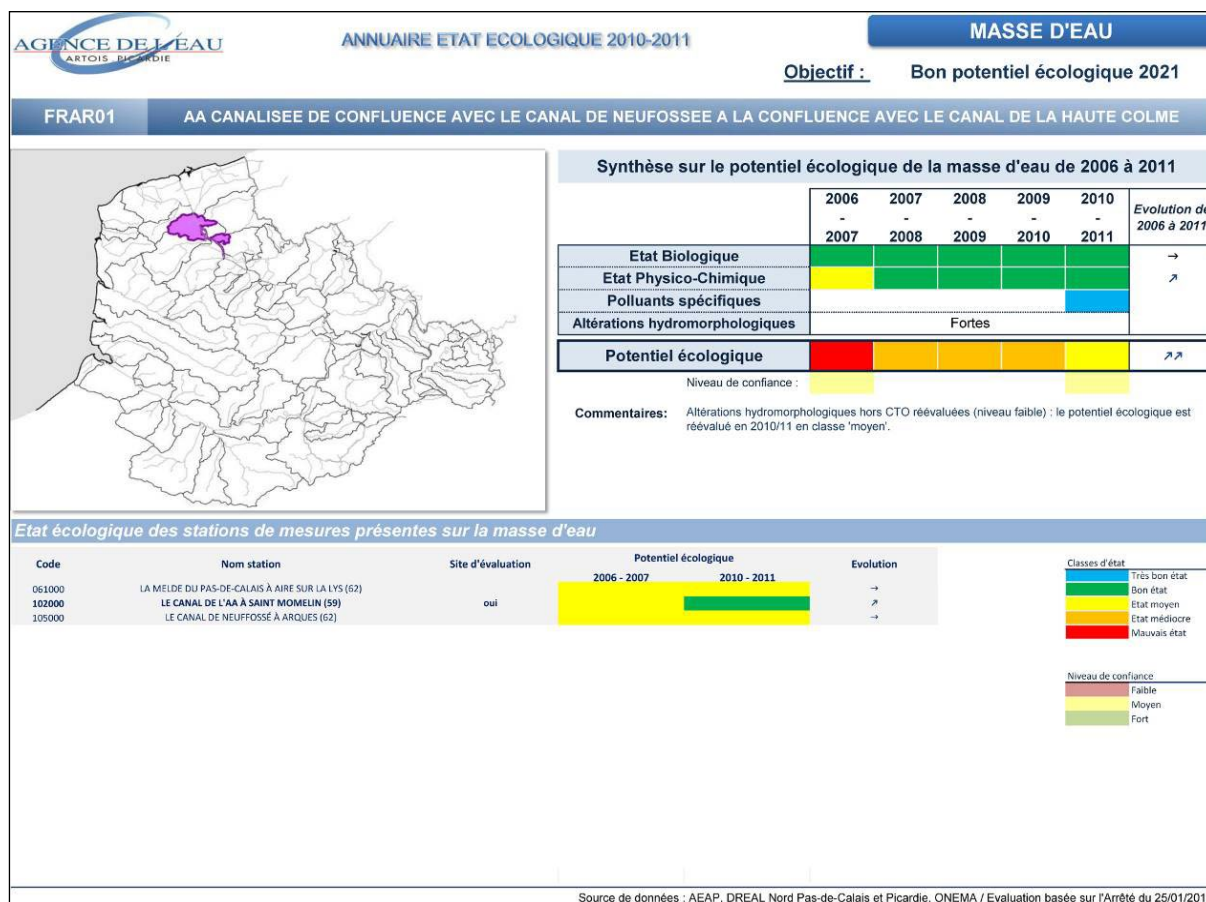 AGENCE DE L'EAU
ARTOIS PICARDIE
ANNUAIRE ETAT ECOLOGIQUE 2010-2011
MASSE D'EAU
Objectif : Bon potentiel écologique 2021
FRAR01 AA CANALISEE DE CONFLUENCE AVEC LE CANAL DE NEUFOSSEE A LA CONFLUENCE AVEC LE CANAL DE LA HAUTE COLME
Synthèse sur le potentiel écologique de la masse d'eau de 2006 à 2011
2006 2007 2008 2009 2010
- - - - -
2007 2008 2009 2010 2011
Evolution de
2006 à 2011
Etat Biologique →
Etat Physico-Chimique ↗
Polluants spécifiques
Altérations hydromorphologiques Fortes
Potentiel écologique ↗↗
Niveau de confiance :
Commentaires: Altérations hydromorphologiques hors CTO réévaluées (niveau faible) : le potentiel écologique est
réévalué en 2010/11 en classe 'moyen'.
Etat écologique des stations de mesures présentes sur la masse d'eau
Code Nom station Site d'évaluation Potentiel écologique Evolution
2006 - 2007 2010 - 2011
061000 LA MELDE DU PAS-DE-CALAIS À AIRE SUR LA LYS (62) →
102000 LE CANAL DE L'AA À SAINT MOMELIN (59) oui ↗
105000 LE CANAL DE NEUFFOSSÉ À ARQUES (62) →
Classes d'état
Très bon état
Bon état
Etat moyen
Etat médiocre
Mauvais état
Niveau de confiance
Faible
Moyen
Fort
Source de données : AEAP, DREAL Nord Pas-de-Calais et Picardie, ONEMA / Evaluation basée sur l'Arrêté du 25/01/201